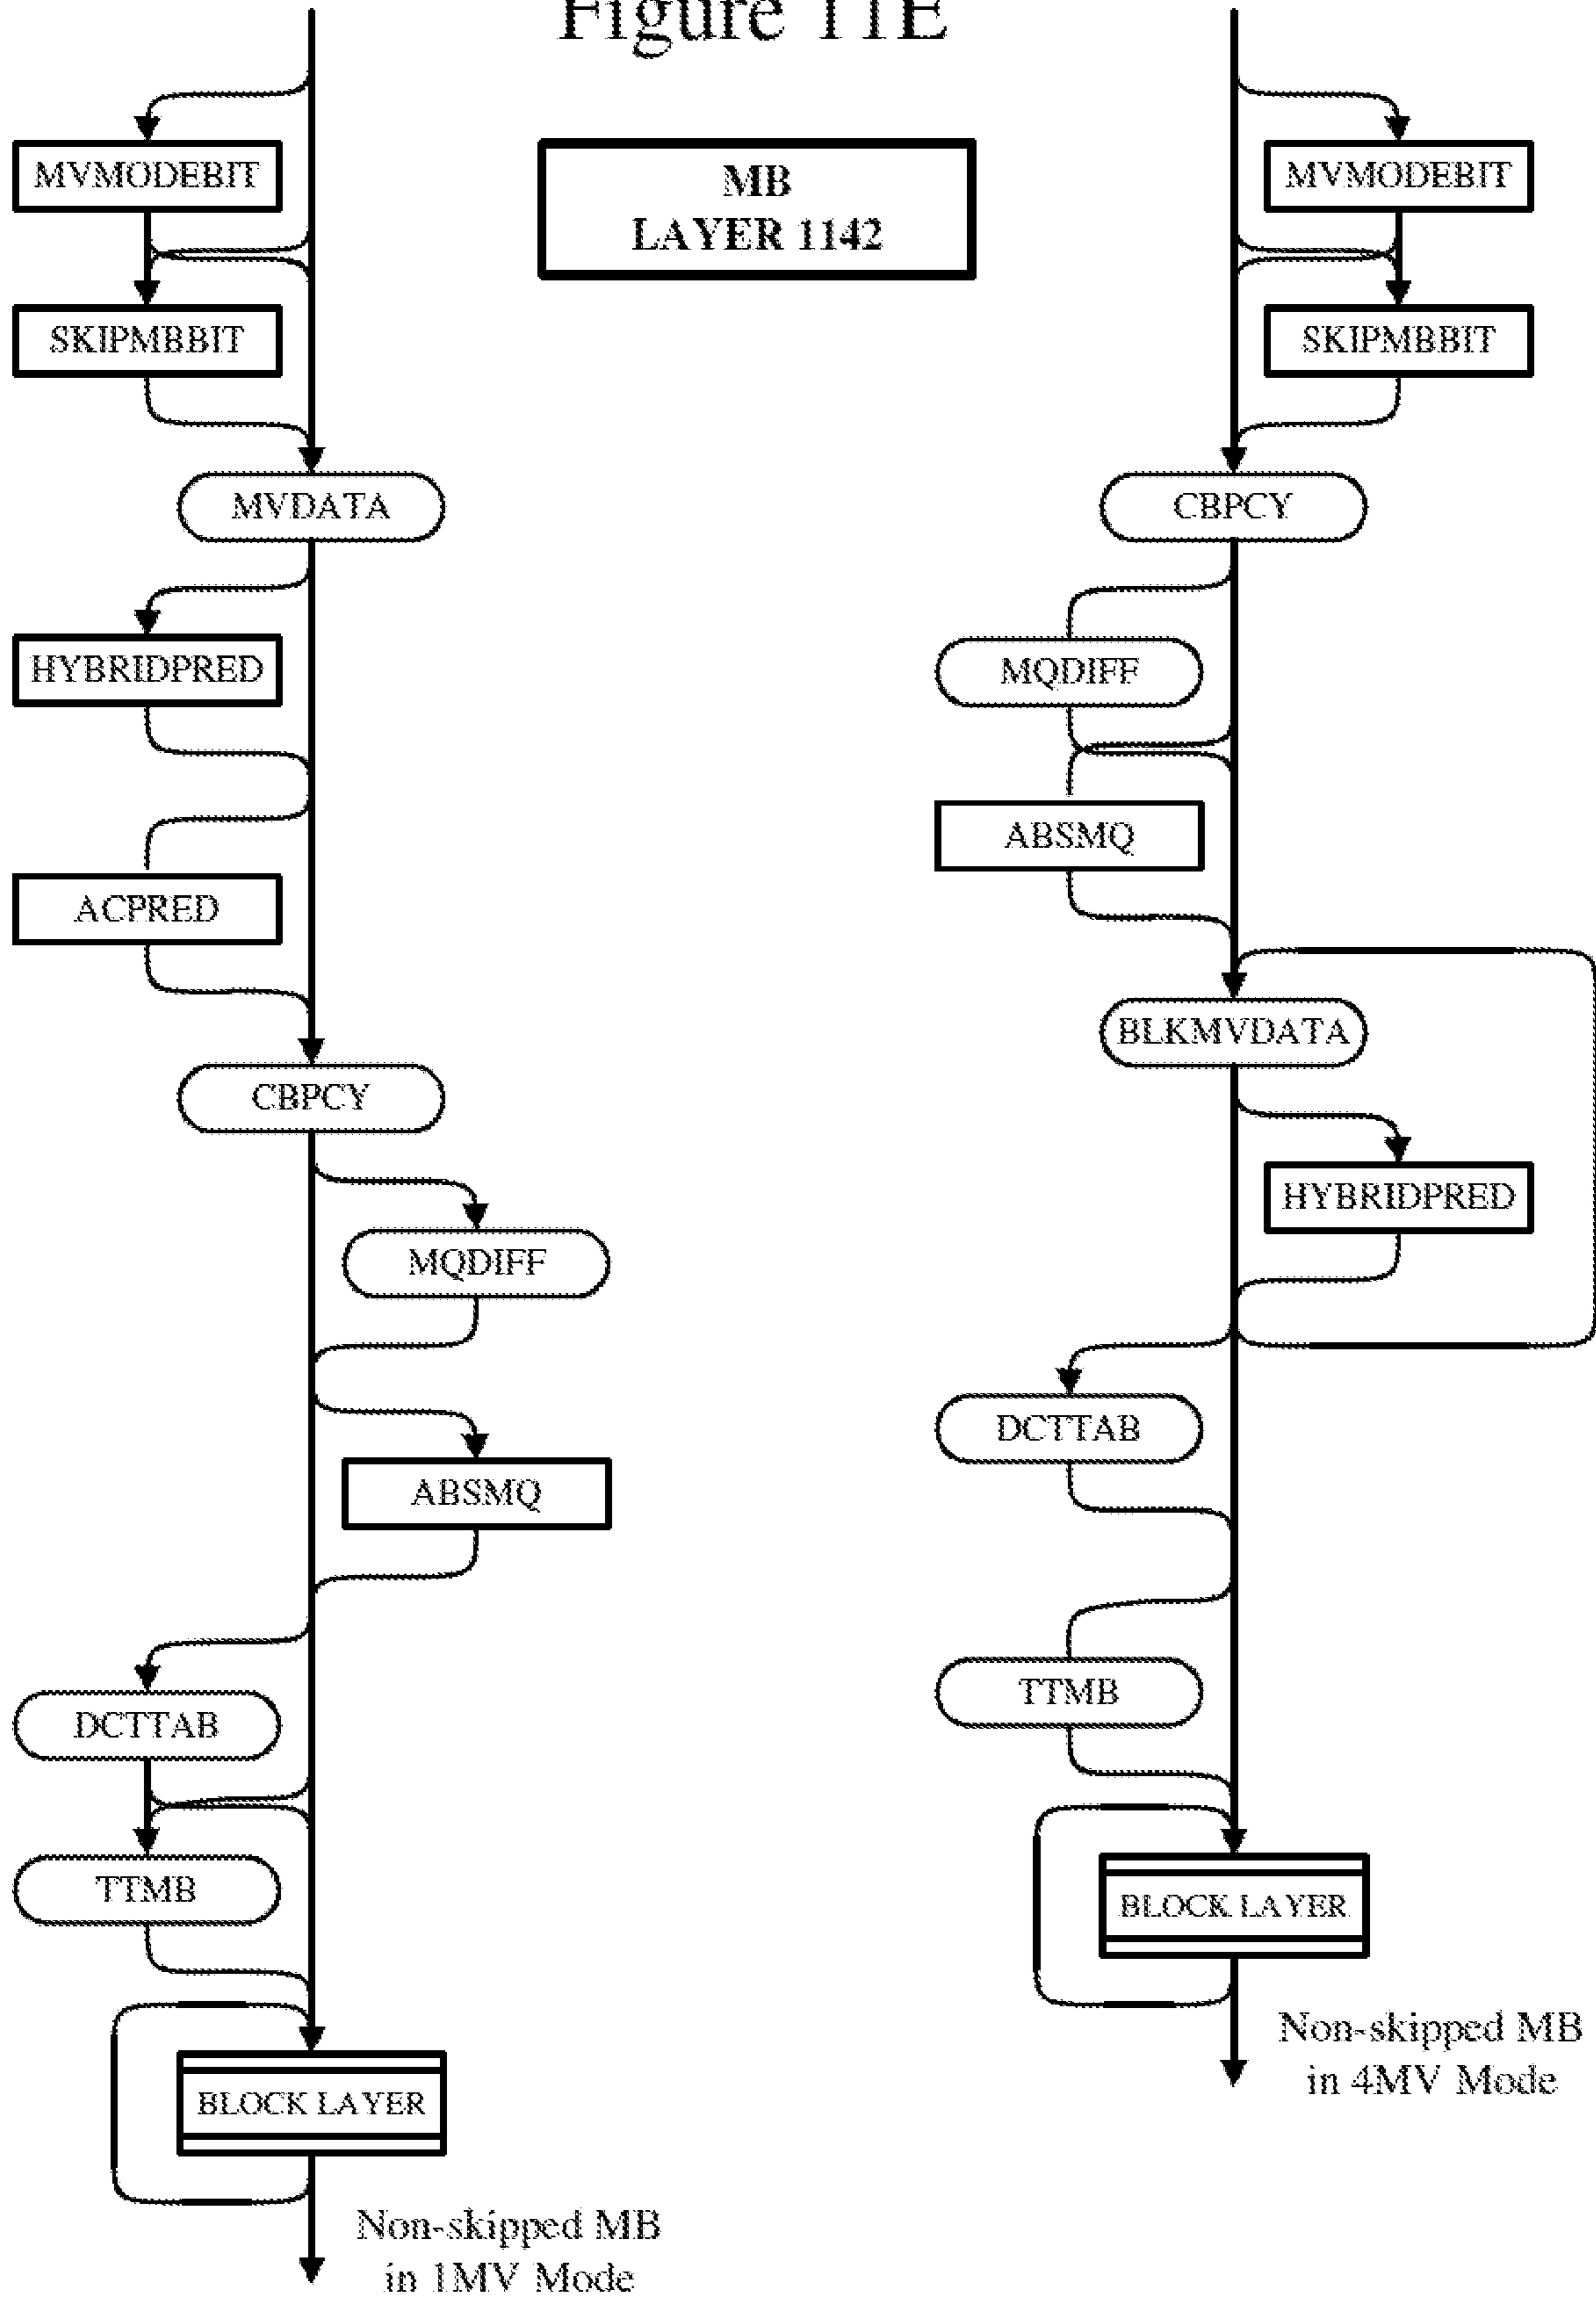 Figure 11E
MB
LAYER 1142
MVMODEBIT
SKIPMBBIT
MVDATA
HYBRIDPRED
ACPRED
CBPCY
MQDIFF
ABSMQ
DCTTAB
TTMB
BLOCK LAYER
Non-skipped MB
in 1MV Mode
MVMODEBIT
SKIPMBBIT
CBPCY
MQDIFF
ABSMQ
BLKMVDATA
HYBRIDPRED
DCTTAB
TTMB
BLOCK LAYER
Non-skipped MB
in 4MV Mode